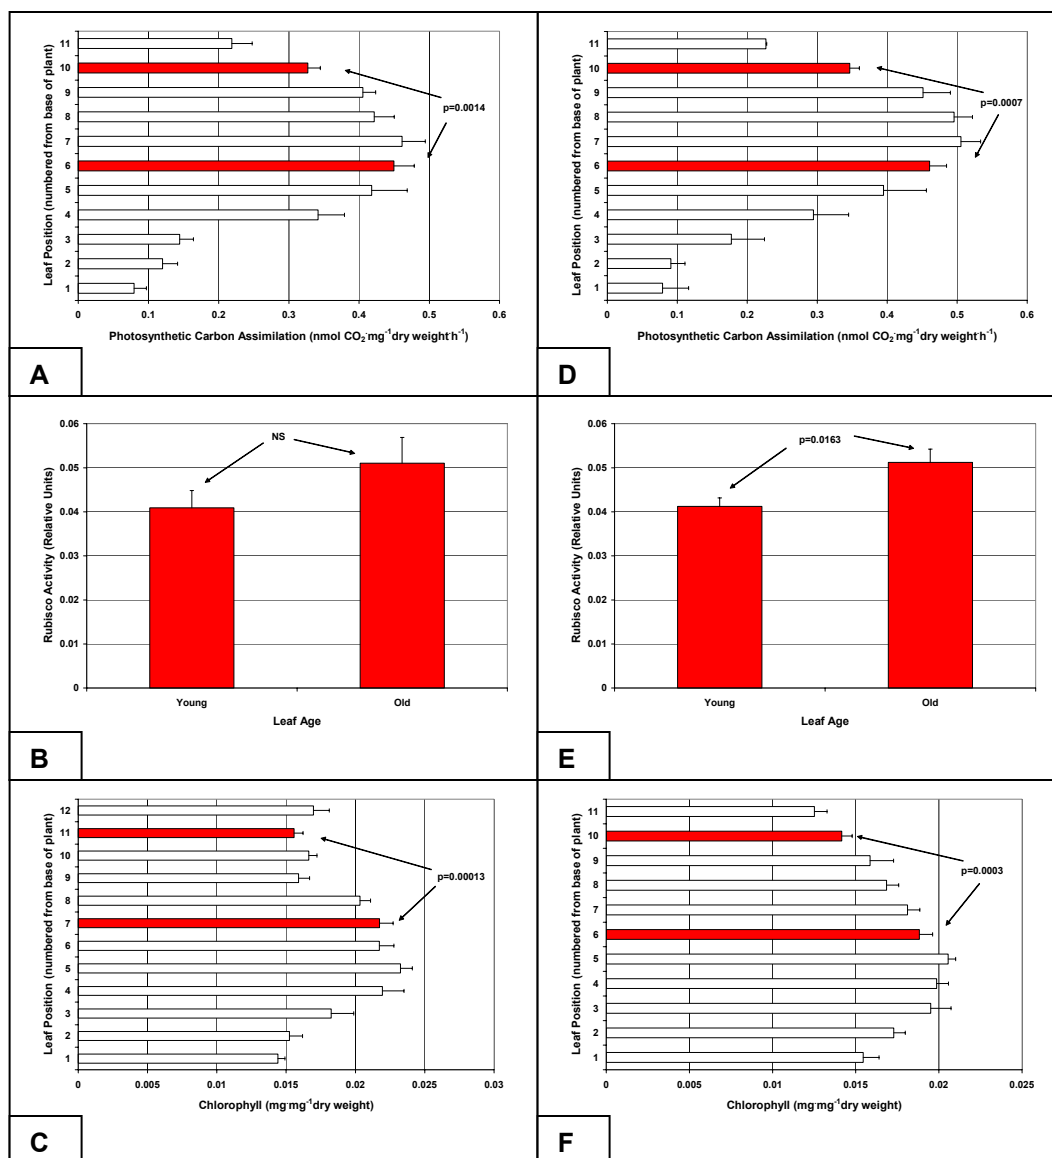 Leaf Position (numbered from base of plant)
11
10
9
8
7
6
5
4
3
2
1
p=0.0014
0 0.1 0.2 0.3 0.4 0.5 0.6
Photosynthetic Carbon Assimilation (nmol CO₂·mg⁻¹dry weight·h⁻¹)
A
Leaf Position (numbered from base of plant)
11
10
9
8
7
6
5
4
3
2
1
p=0.0007
0 0.1 0.2 0.3 0.4 0.5 0.6
Photosynthetic Carbon Assimilation (nmol CO₂·mg⁻¹dry weight·h⁻¹)
D
Rubisco Activity (Relative Units)
0.06
0.05
0.04
0.03
0.02
0.01
0
NS
Young Old
Leaf Age
B
Rubisco Activity (Relative Units)
0.06
0.05
0.04
0.03
0.02
0.01
0
p=0.0163
Young Old
Leaf Age
E
Leaf Position (numbered from base of plant)
12
11
10
9
8
7
6
5
4
3
2
1
p=0.00013
0 0.005 0.01 0.015 0.02 0.025 0.03
Chlorophyll (mg·mg⁻¹dry weight)
C
Leaf Position (numbered from base of plant)
11
10
9
8
7
6
5
4
3
2
1
p=0.0003
0 0.005 0.01 0.015 0.02 0.025
Chlorophyll (mg·mg⁻¹dry weight)
F